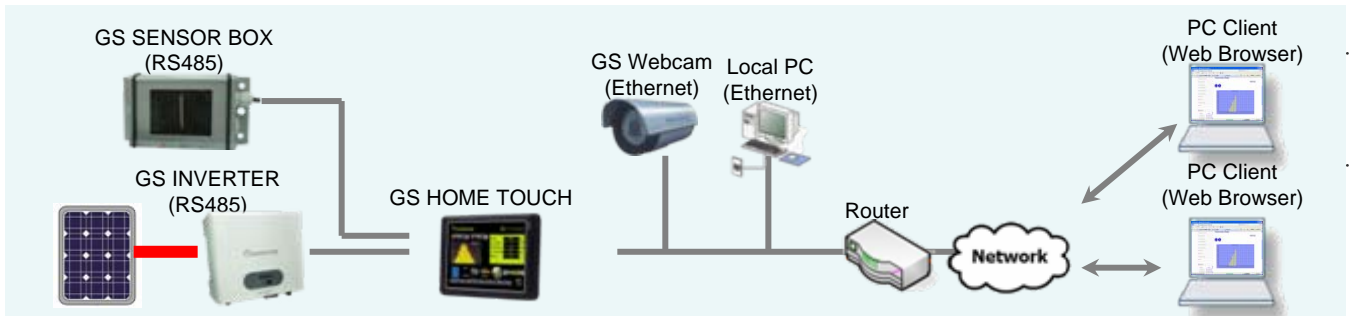 GS SENSOR BOX
(RS485)
GS INVERTER
(RS485)
GS HOME TOUCH
GS Webcam
(Ethernet)
Local PC
(Ethernet)
Router
Network
PC Client
(Web Browser)
PC Client
(Web Browser)